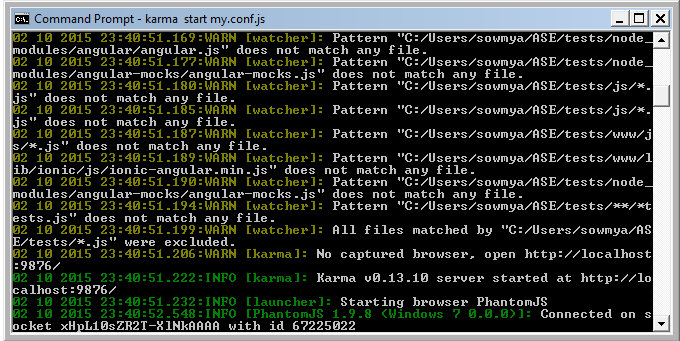 Command Prompt - karma start my.conf.js
02 10 2015 23:40:51.169:WARN [watcher]: Pattern "C:/Users/sowmya/ASE/tests/node_
modules/angular/angular.js" does not match any file.
02 10 2015 23:40:51.177:WARN [watcher]: Pattern "C:/Users/sowmya/ASE/tests/node_
modules/angular-mocks/angular-mocks.js" does not match any file.
02 10 2015 23:40:51.180:WARN [watcher]: Pattern "C:/Users/sowmya/ASE/tests/js/*.
js" does not match any file.
02 10 2015 23:40:51.185:WARN [watcher]: Pattern "C:/Users/sowmya/ASE/tests/js/*.
js" does not match any file.
02 10 2015 23:40:51.187:WARN [watcher]: Pattern "C:/Users/sowmya/ASE/tests/www/j
s/*.js" does not match any file.
02 10 2015 23:40:51.189:WARN [watcher]: Pattern "C:/Users/sowmya/ASE/tests/www/l
ib/ionic/js/ionic-angular.min.js" does not match any file.
02 10 2015 23:40:51.190:WARN [watcher]: Pattern "C:/Users/sowmya/ASE/tests/node_
modules/angular-mocks/angular-mocks.js" does not match any file.
02 10 2015 23:40:51.194:WARN [watcher]: Pattern "C:/Users/sowmya/ASE/tests/**/*t
ests.js" does not match any file.
02 10 2015 23:40:51.199:WARN [watcher]: All files matched by "C:/Users/sowmya/AS
E/tests/*.js" were excluded.
02 10 2015 23:40:51.206:WARN [karma]: No captured browser, open http://localhost
:9876/
02 10 2015 23:40:51.222:INFO [karma]: Karma v0.13.10 server started at http://lo
calhost:9876/
02 10 2015 23:40:51.232:INFO [launcher]: Starting browser PhantomJS
02 10 2015 23:40:52.548:INFO [PhantomJS 1.9.8 (Windows 7 0.0.0)]: Connected on s
ocket xHpL10sZR2T-XlNkAAAA with id 67225022